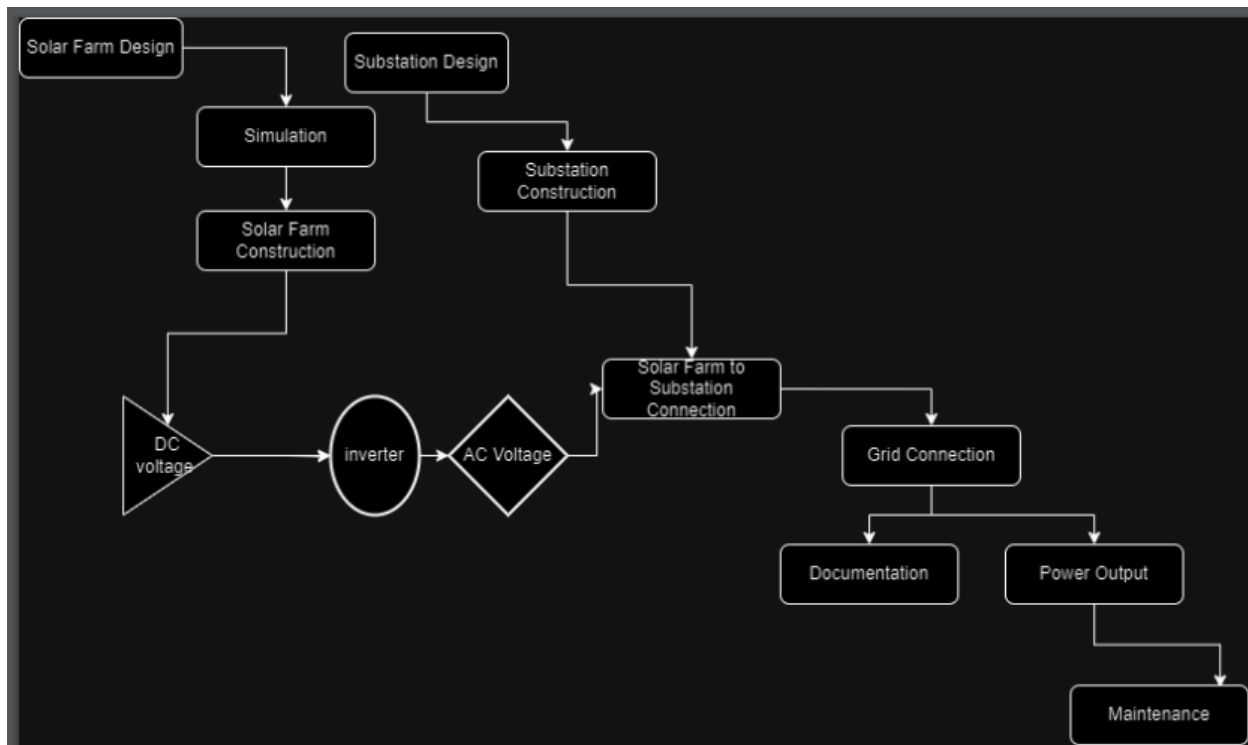 Solar Farm Design
Substation Design
Simulation
Substation
Construction
Solar Farm
Construction
Solar Farm to
Substation
Connection
DC
voltage
inverter
AC Voltage
Grid Connection
Documentation
Power Output
Maintenance